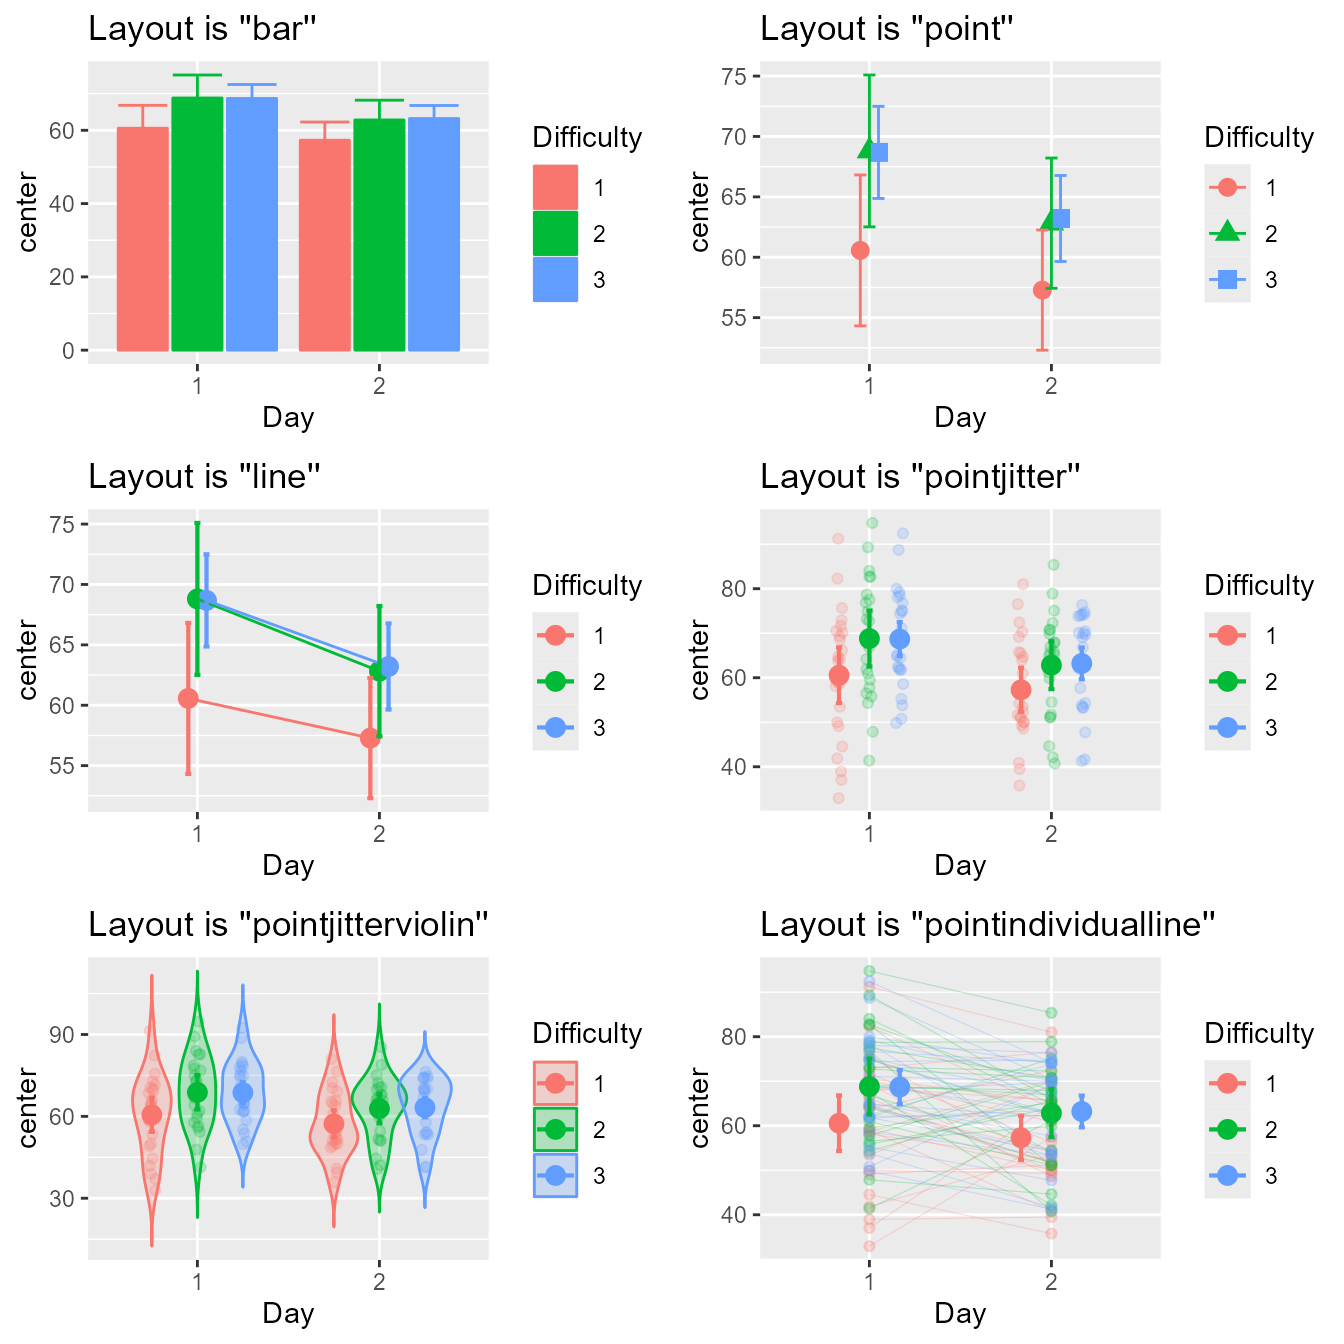 Layout is "bar"
center
60
40
20
0
1
2
Day
Difficulty
1
2
3
Layout is "point"
center
75
70
65
60
55
1
2
Day
Difficulty
1
2
3
Layout is "line"
center
75
70
65
60
55
1
2
Day
Difficulty
1
2
3
Layout is "pointjitter"
center
80
60
40
1
2
Day
Difficulty
1
2
3
Layout is "pointjitterviolin"
center
90
60
30
1
2
Day
Difficulty
1
2
3
Layout is "pointindividualline"
center
80
60
40
1
2
Day
Difficulty
1
2
3